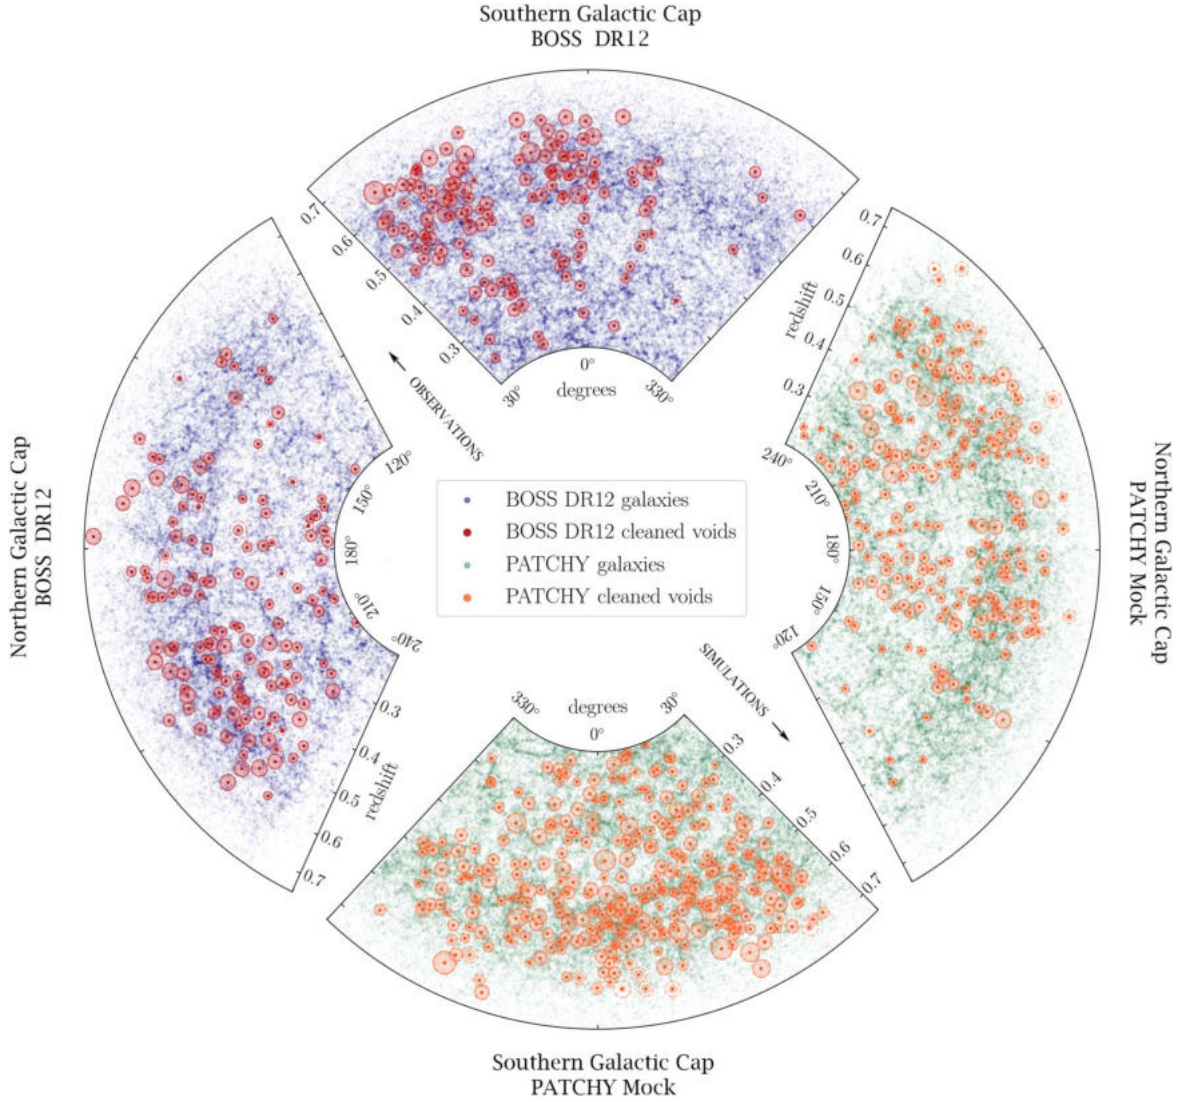 Southern Galactic Cap
BOSS DR12
0.7
0.6
0.5
0.4
0.3
30°
0°
330°
degrees
OBSERVATIONS
Northern Galactic Cap
BOSS DR12
120°
150°
180°
210°
240°
0.3
0.4
0.5
0.6
0.7
redshift
BOSS DR12 galaxies
BOSS DR12 cleaned voids
PATCHY galaxies
PATCHY cleaned voids
0.7
0.6
0.5
0.4
0.3
redshift
240°
210°
180°
150°
120°
Northern Galactic Cap
PATCHY Mock
SIMULATIONS
330°
degrees
0°
30°
0.3
0.4
0.5
0.6
0.7
Southern Galactic Cap
PATCHY Mock